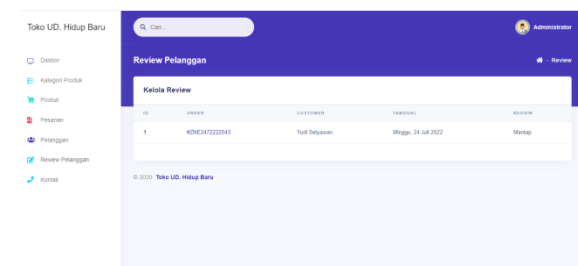 Toko UD. Hidup Baru
Cari...
Administrator
Review Pelanggan
- Review
Dasbor
Kategori Produk
Produk
Pesanan
Pelanggan
Review Pelanggan
Kontak
Kelola Review
ID ORDER CUSTOMER TANGGAL REVIEW
1 #ZNE2472222043 Yudi Setyawan Minggu, 24 Juli 2022 Mantap
© 2020 Toko UD. Hidup Baru